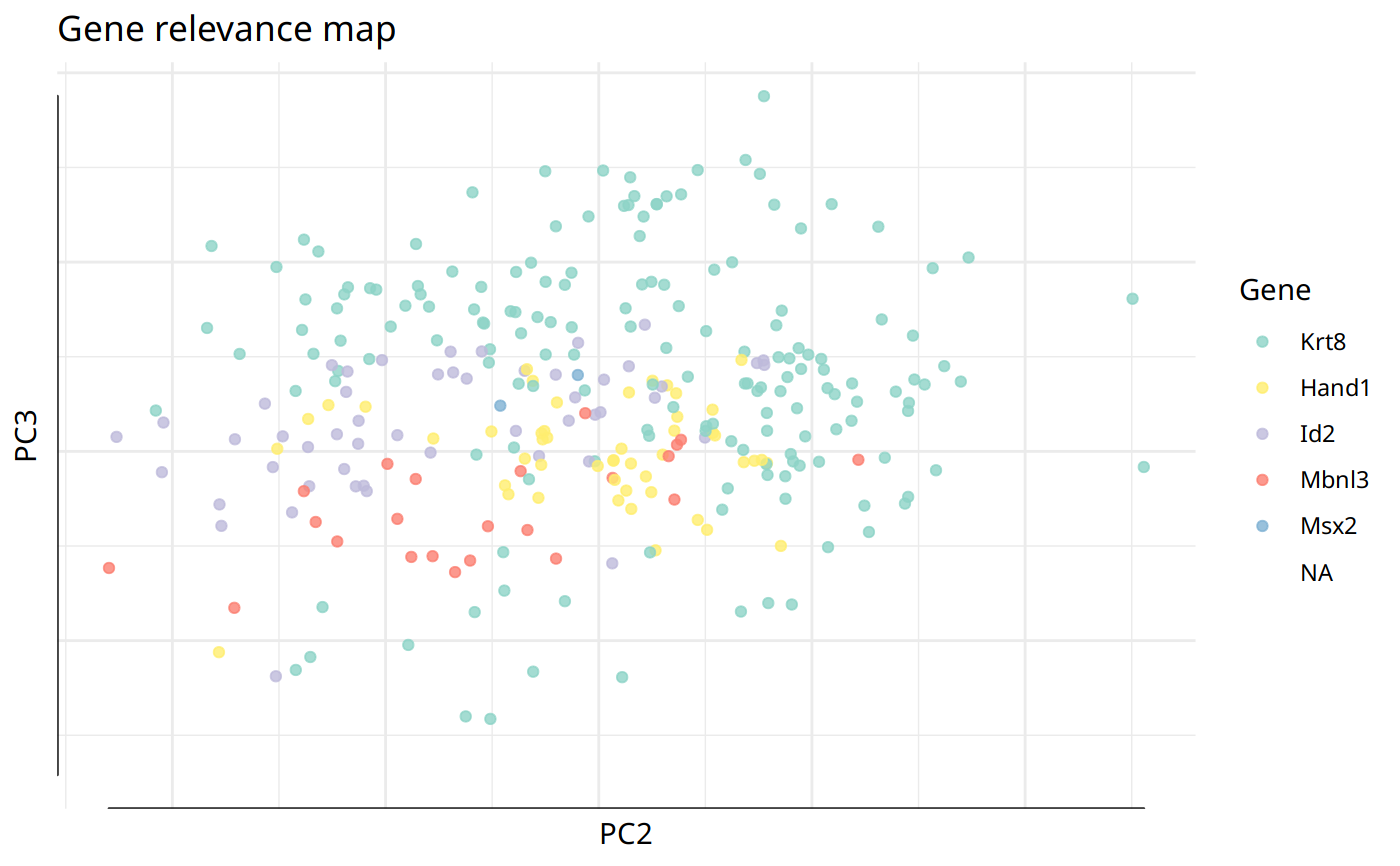 Gene relevance map
PC3
PC2
Gene
Krt8
Hand1
Id2
Mbnl3
Msx2
NA